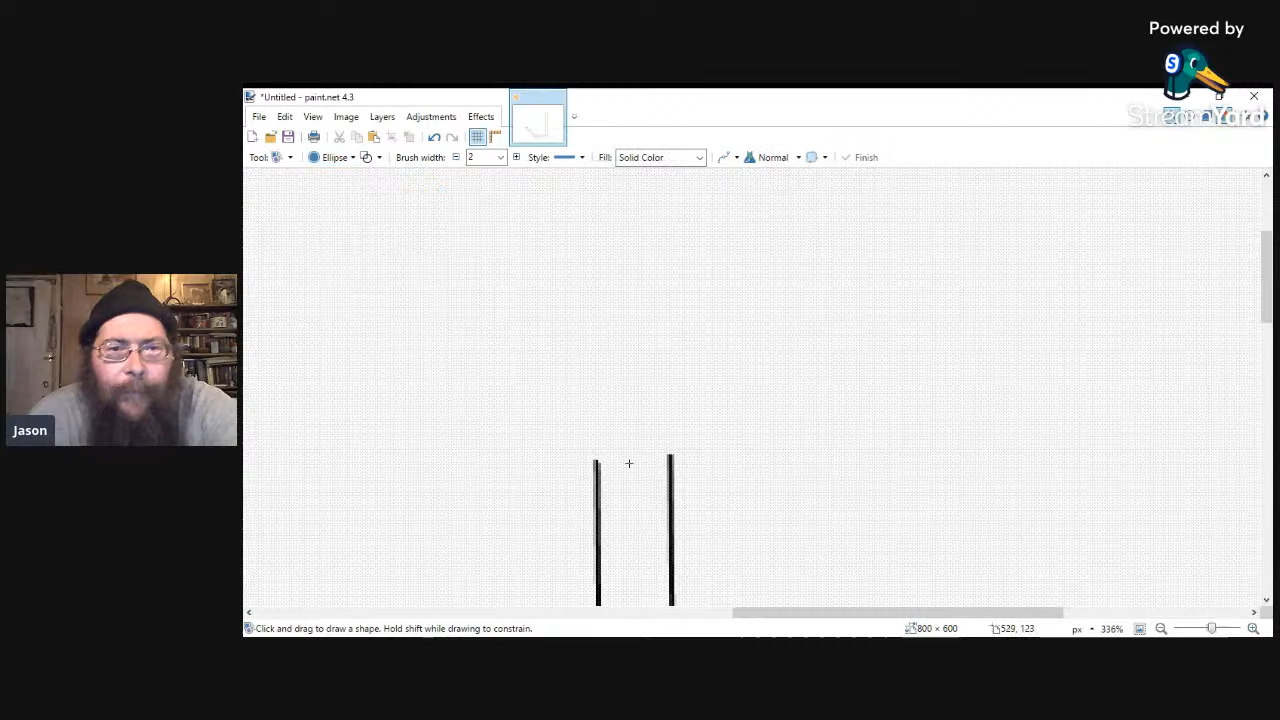 Powered by
StreamYard
*Untitled - paint.net 4.3
File Edit View Image Layers Adjustments Effects
Tool: Ellipse Brush width: 2 Style: Fill: Solid Color Normal Finish
Jason
Click and drag to draw a shape. Hold shift while drawing to constrain. 800 × 600 529, 123 px 336%